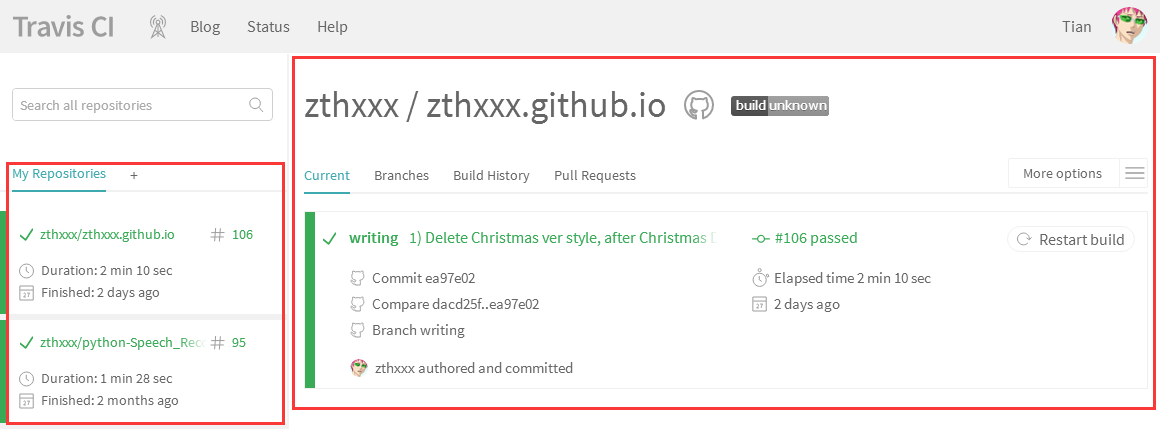 Travis CI Blog Status Help Tian
Search all repositories
My Repositories +
zthxxx/zthxxx.github.io # 106
Duration: 2 min 10 sec
Finished: 2 days ago
zthxxx/python-Speech_Reco # 95
Duration: 1 min 28 sec
Finished: 2 months ago
zthxxx / zthxxx.github.io build unknown
Current Branches Build History Pull Requests More options
writing 1) Delete Christmas ver style, after Christmas D #106 passed Restart build
Commit ea97e02 Elapsed time 2 min 10 sec
Compare dacd25f..ea97e02 2 days ago
Branch writing
zthxxx authored and committed